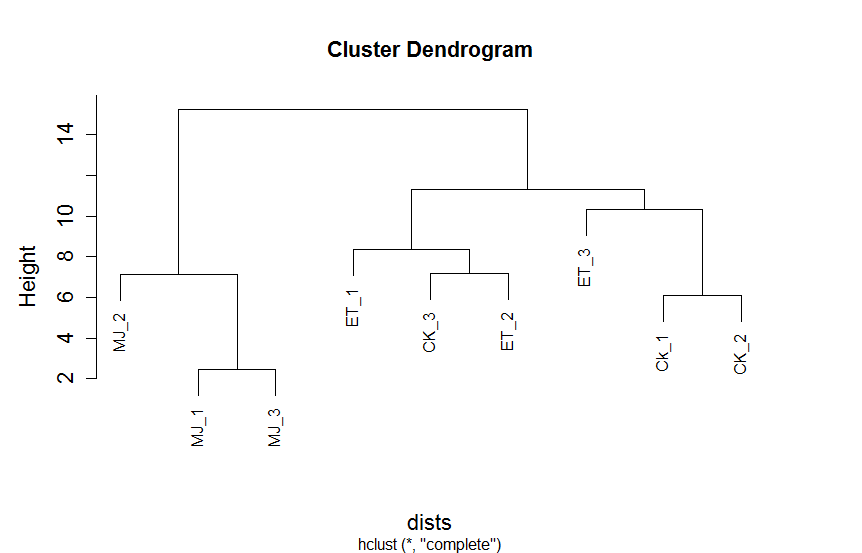 Cluster Dendrogram
Height
14
10
8
6
4
2
MJ_2
MJ_1
MJ_3
ET_1
CK_3
ET_2
ET_3
Ck_1
CK_2
dists
hclust (*, "complete")